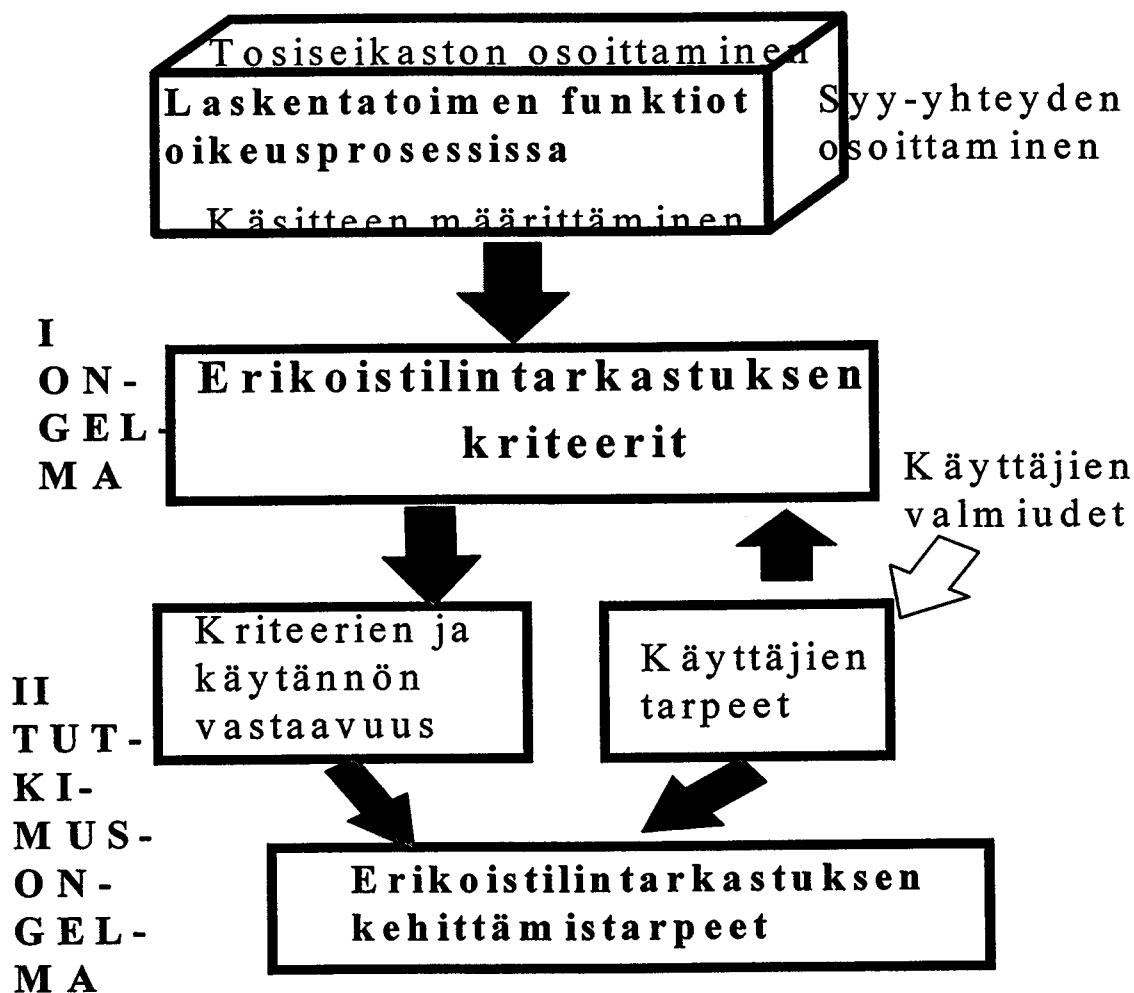 Tosiseikaston osoittaminen
Laskentatoimen funktiot
oikeusprosessissa
Käsitteen määrittäminen
Syy-yhteyden
osoittaminen
I
ON-
GEL-
MA
Erikoistilintarkastuksen
kriteerit
Käyttäjien
valmiudet
Kriteerien ja
käytännön
vastaavuus
Käyttäjien
tarpeet
II
TUT-
KI-
MUS-
ON-
GEL-
MA
Erikoistilintarkastuksen
kehittämistarpeet